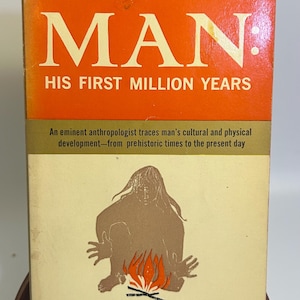 MAN:
HIS FIRST MILLION YEARS
An eminent anthropologist traces man's cultural and physical
development—from prehistoric times to the present day